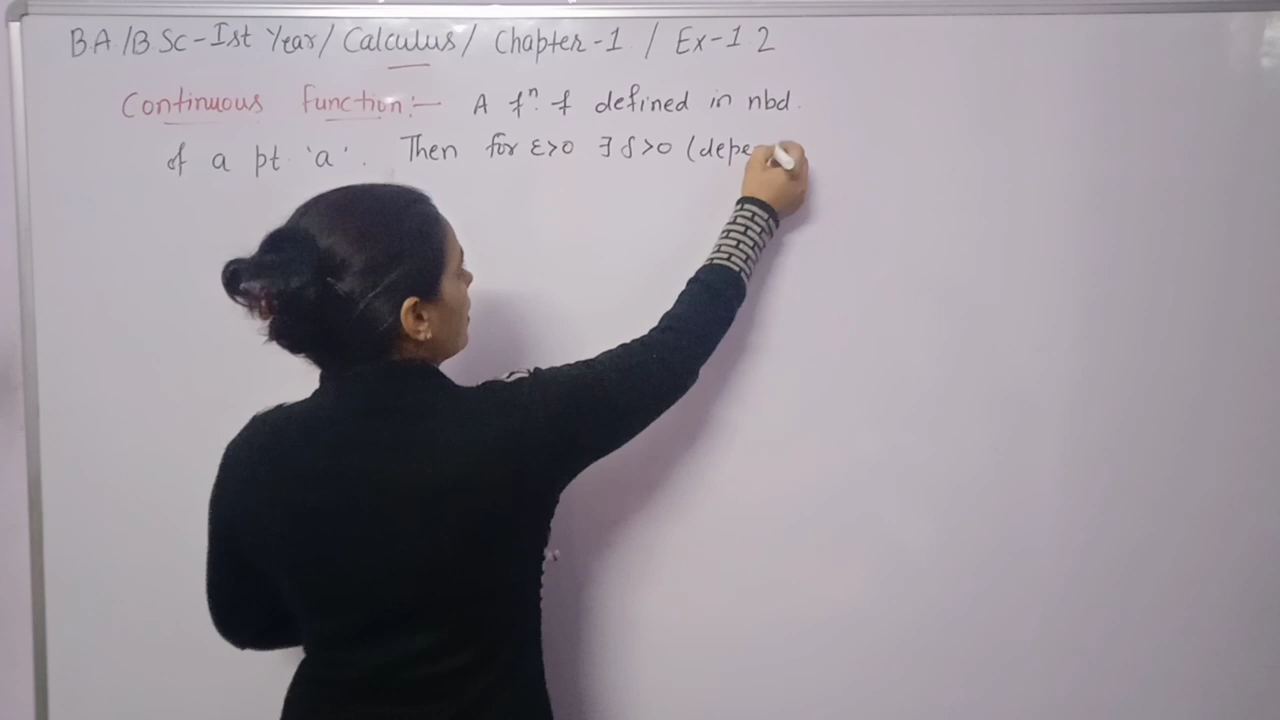 B.A./B.Sc-Ist Year/ Calculus/ Chapter-1 / Ex-1.2
Continuous Function:- A fⁿ. f defined in nbd.
of a pt. 'a'. Then for ε>0 ∃ δ>0 (depe